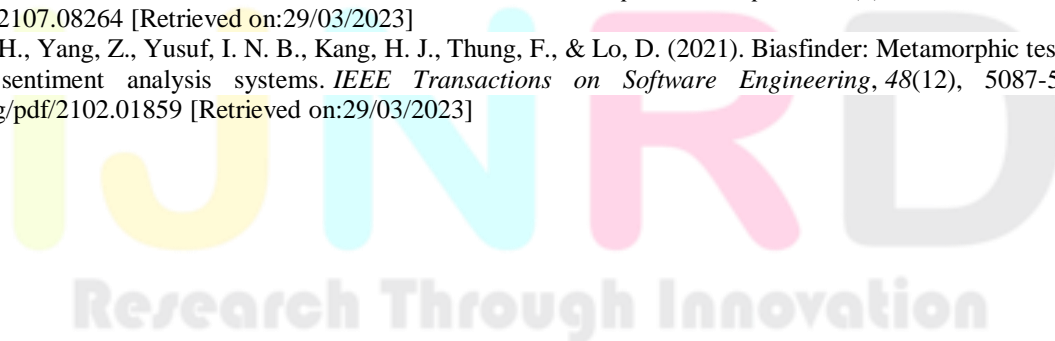 2107.08264 [Retrieved on:29/03/2023]
H., Yang, Z., Yusuf, I. N. B., Kang, H. J., Thung, F., & Lo, D. (2021). Biasfinder: Metamorphic tes
sentiment analysis systems. IEEE Transactions on Software Engineering, 48(12), 5087-5
g/pdf/2102.01859 [Retrieved on:29/03/2023]
IJNRD
Research Through Innovation